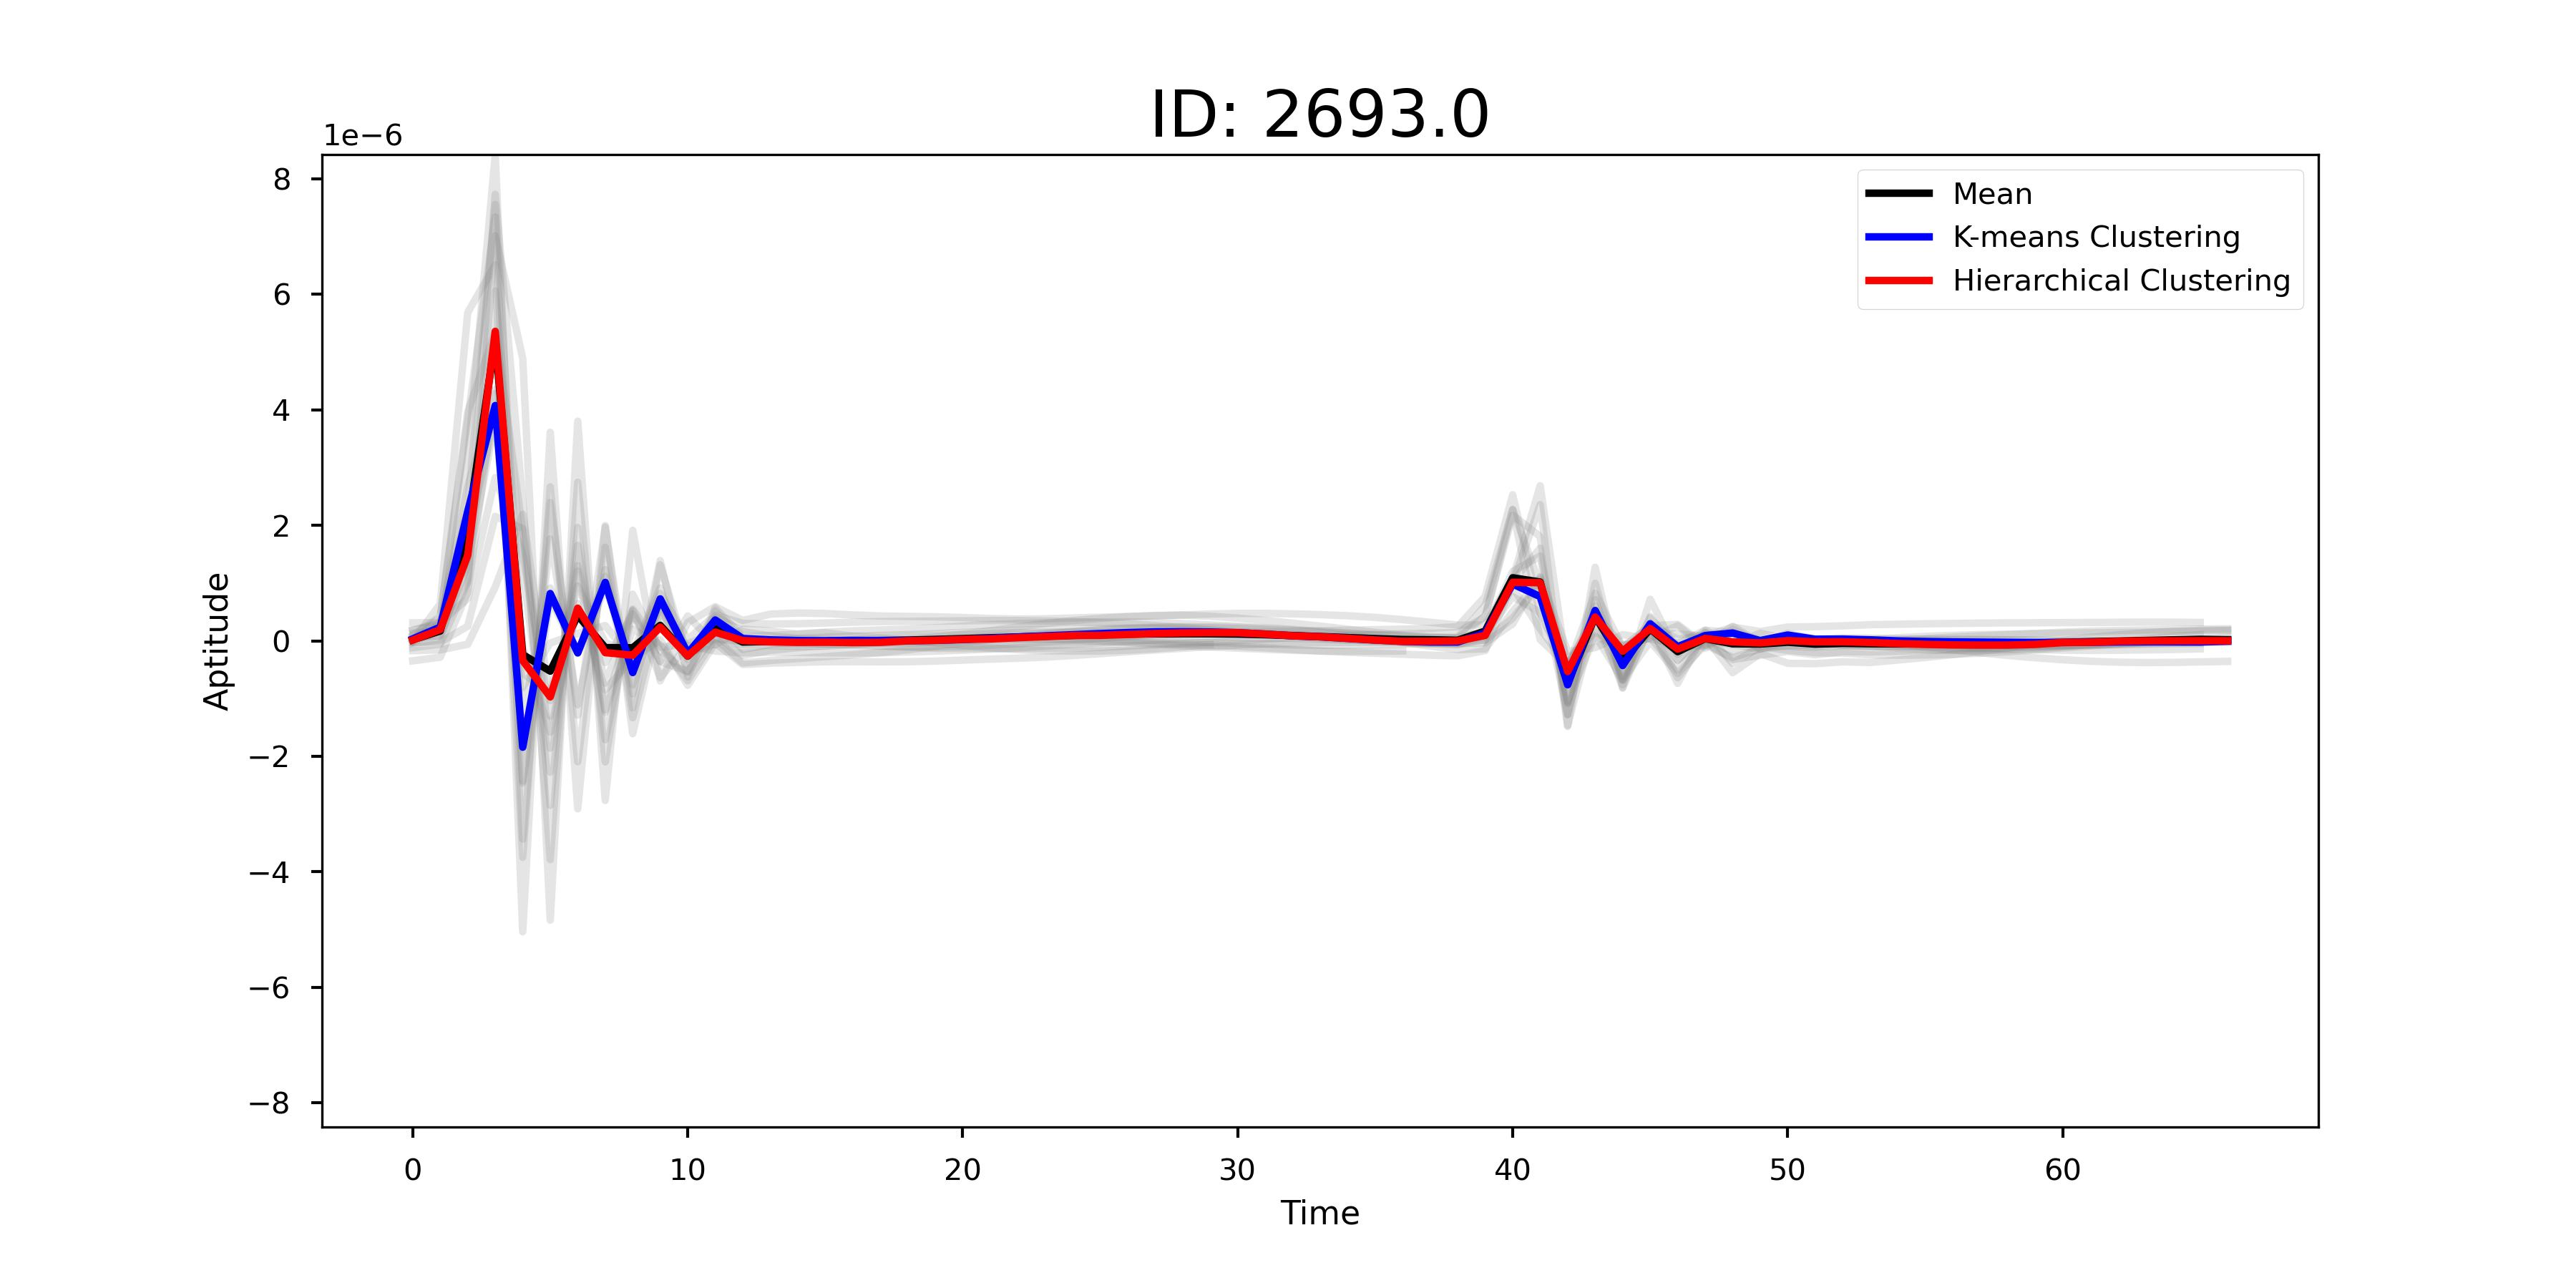 ID: 2693.0
1e−6
Mean
K-means Clustering
Hierarchical Clustering
8
6
4
2
0
−2
−4
−6
−8
Aptitude
0 10 20 30 40 50 60
Time